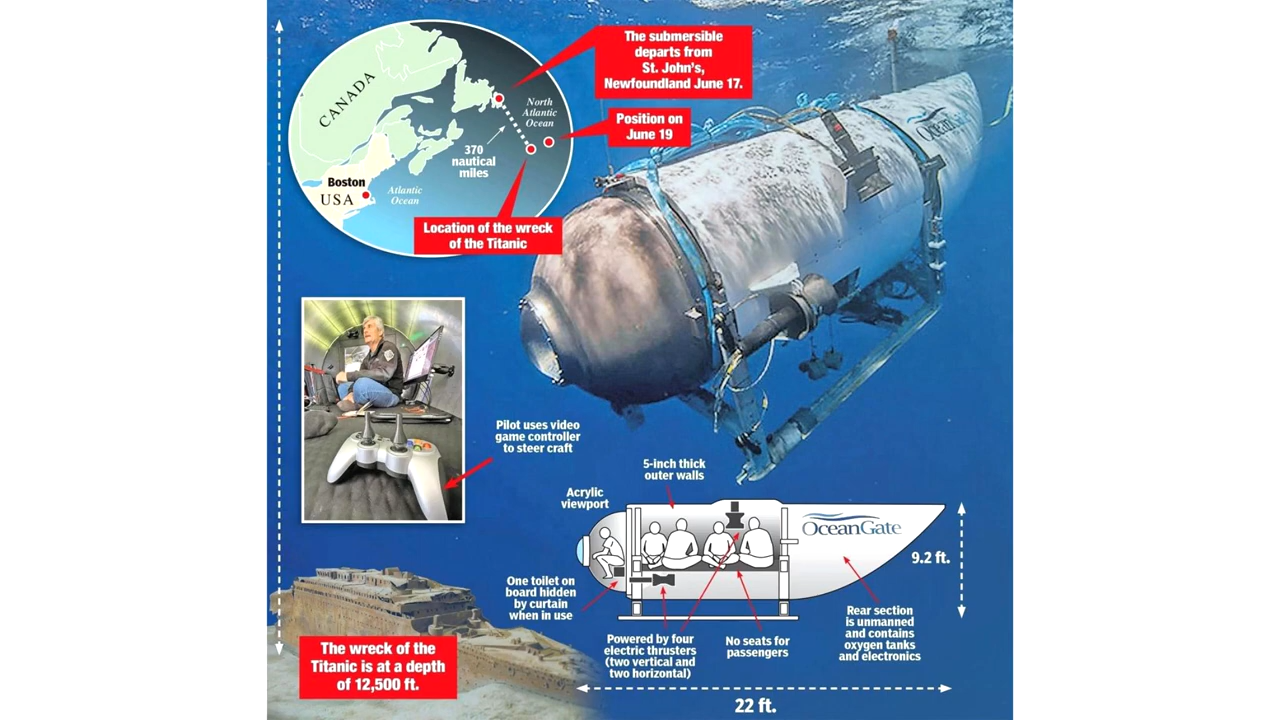 The submersible
departs from
St. John's,
Newfoundland June 17.
CANADA
North
Atlantic
Ocean
Position on
June 19
370
nautical
miles
Boston
USA
Atlantic
Ocean
Location of the wreck
of the Titanic
OceanGate
Pilot uses video
game controller
to steer craft
5-inch thick
outer walls
Acrylic
viewport
OceanGate
9.2 ft.
One toilet on
board hidden
by curtain
when in use
Powered by four
electric thrusters
(two vertical and
two horizontal)
No seats for
passengers
Rear section
is unmanned
and contains
oxygen tanks
and electronics
The wreck of the
Titanic is at a depth
of 12,500 ft.
22 ft.